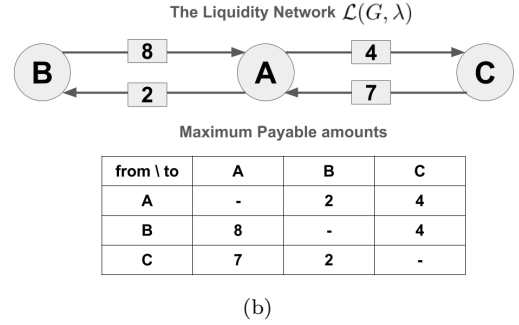 The Liquidity Network ℒ(G, λ)
8
4
B
A
C
2
7
Maximum Payable amounts
from \ to A B C
A - 2 4
B 8 - 4
C 7 2 -
(b)